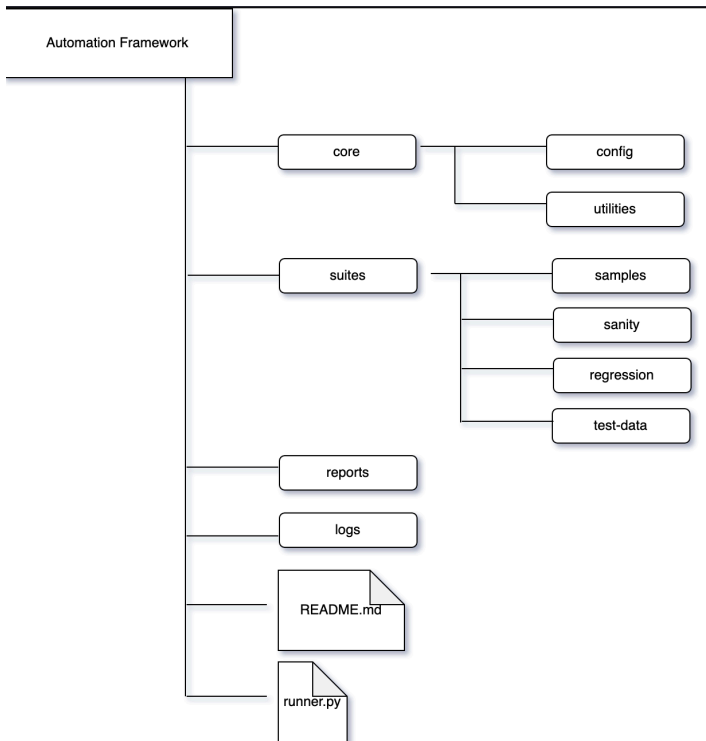 Automation Framework
core
config
utilities
suites
samples
sanity
regression
test-data
reports
logs
README.md
runner.py